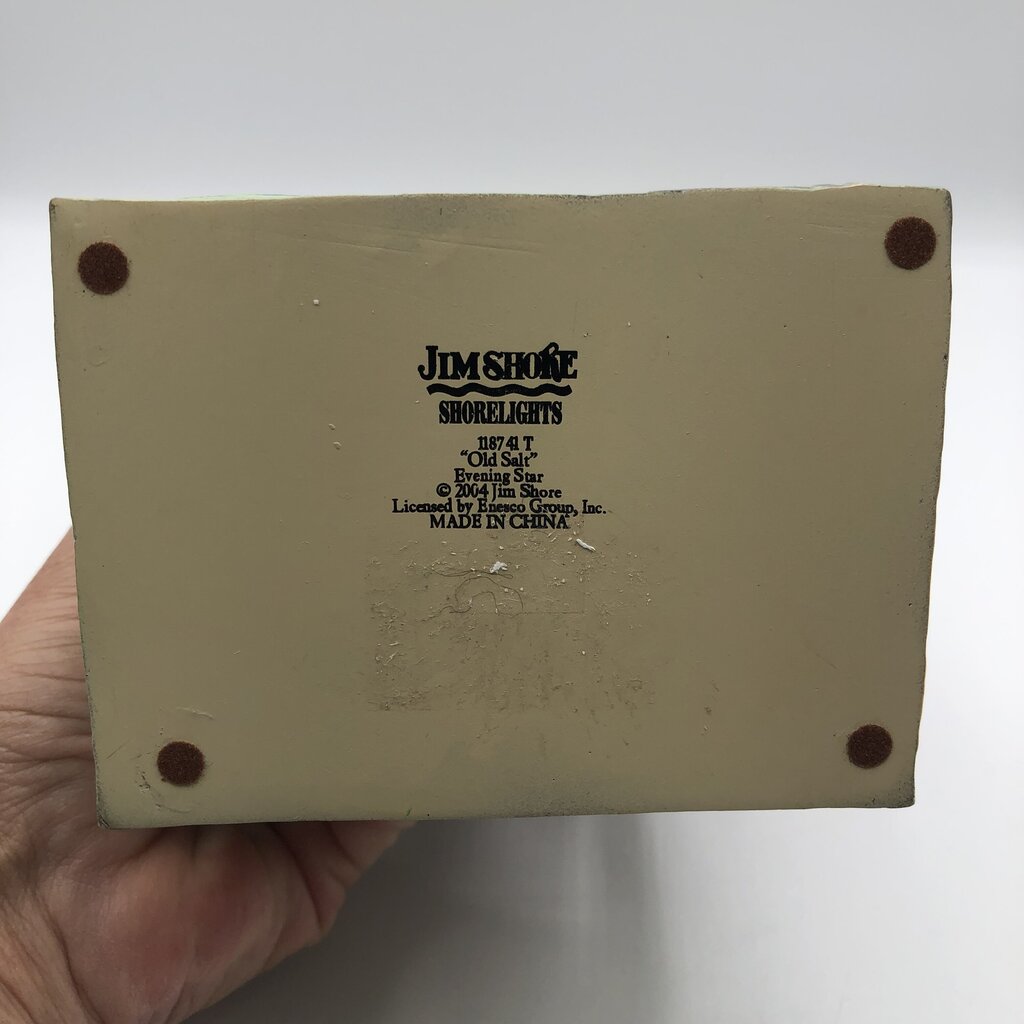 JIM SHORE
SHORELIGHTS
118741 T
"Old Salt"
Evening Star
© 2004 Jim Shore
Licensed by Enesco Group, Inc.
MADE IN CHINA